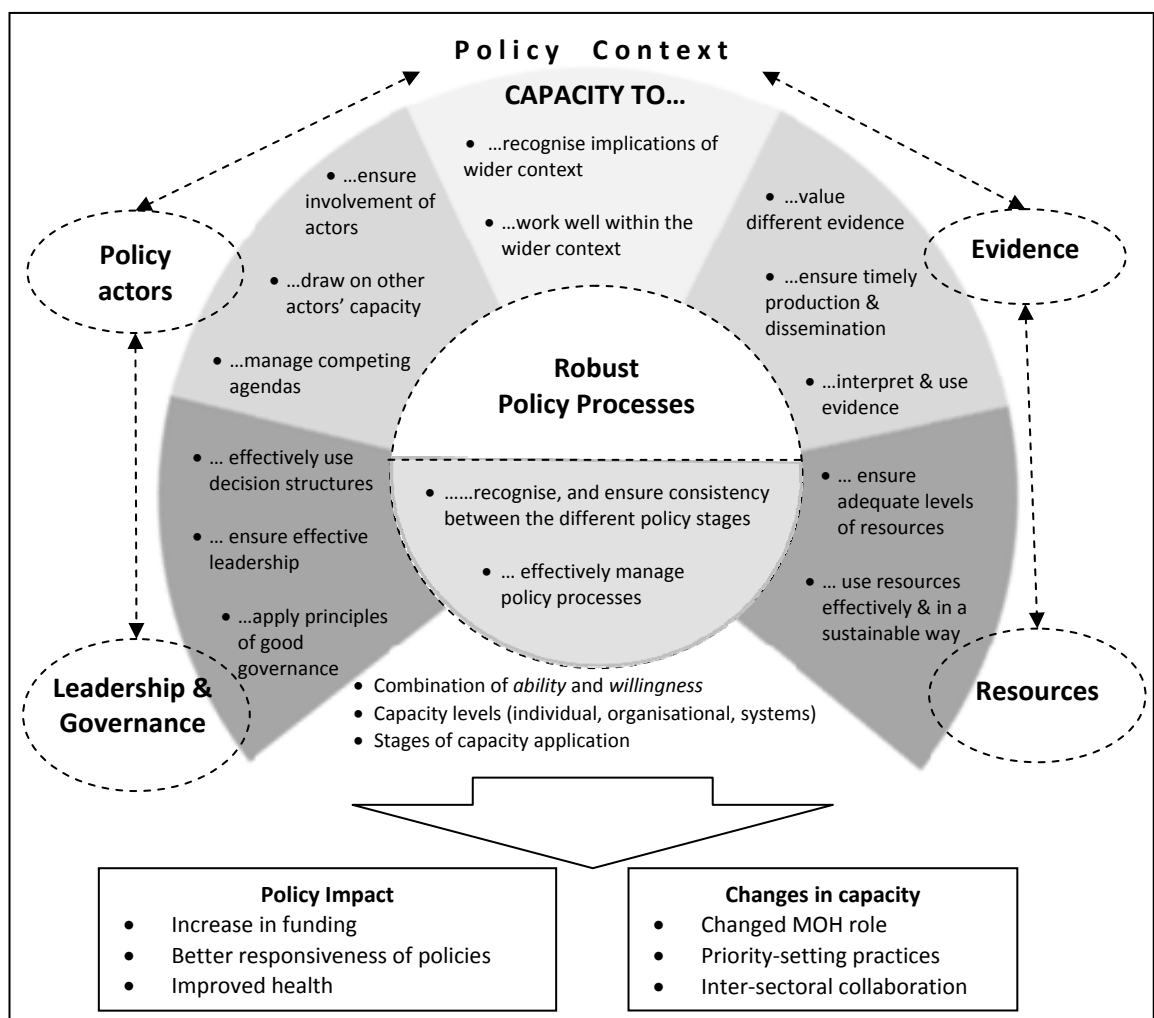 Policy Context
CAPACITY TO…
• …recognise implications of
wider context
• …work well within the
wider context
Policy
actors
• …ensure
involvement of
actors
• …draw on other
actors’ capacity
• …manage competing
agendas
• …value
different evidence
• …ensure timely
production &
dissemination
• …interpret & use
evidence
Evidence
Robust
Policy Processes
• ……recognise, and ensure consistency
between the different policy stages
• … effectively manage
policy processes
• … effectively use
decision structures
• … ensure effective
leadership
• …apply principles
of good
governance
Leadership &
Governance
• … ensure
adequate levels
of resources
• … use resources
effectively & in a
sustainable way
Resources
• Combination of ability and willingness
• Capacity levels (individual, organisational, systems)
• Stages of capacity application
Policy Impact
• Increase in funding
• Better responsiveness of policies
• Improved health
Changes in capacity
• Changed MOH role
• Priority-setting practices
• Inter-sectoral collaboration